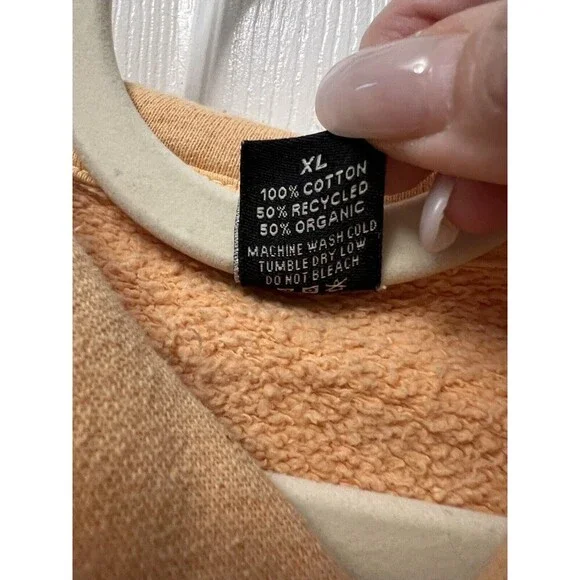 XL
100% COTTON
50% RECYCLED
50% ORGANIC
MACHINE WASH COLD
TUMBLE DRY LOW
DO NOT BLEACH